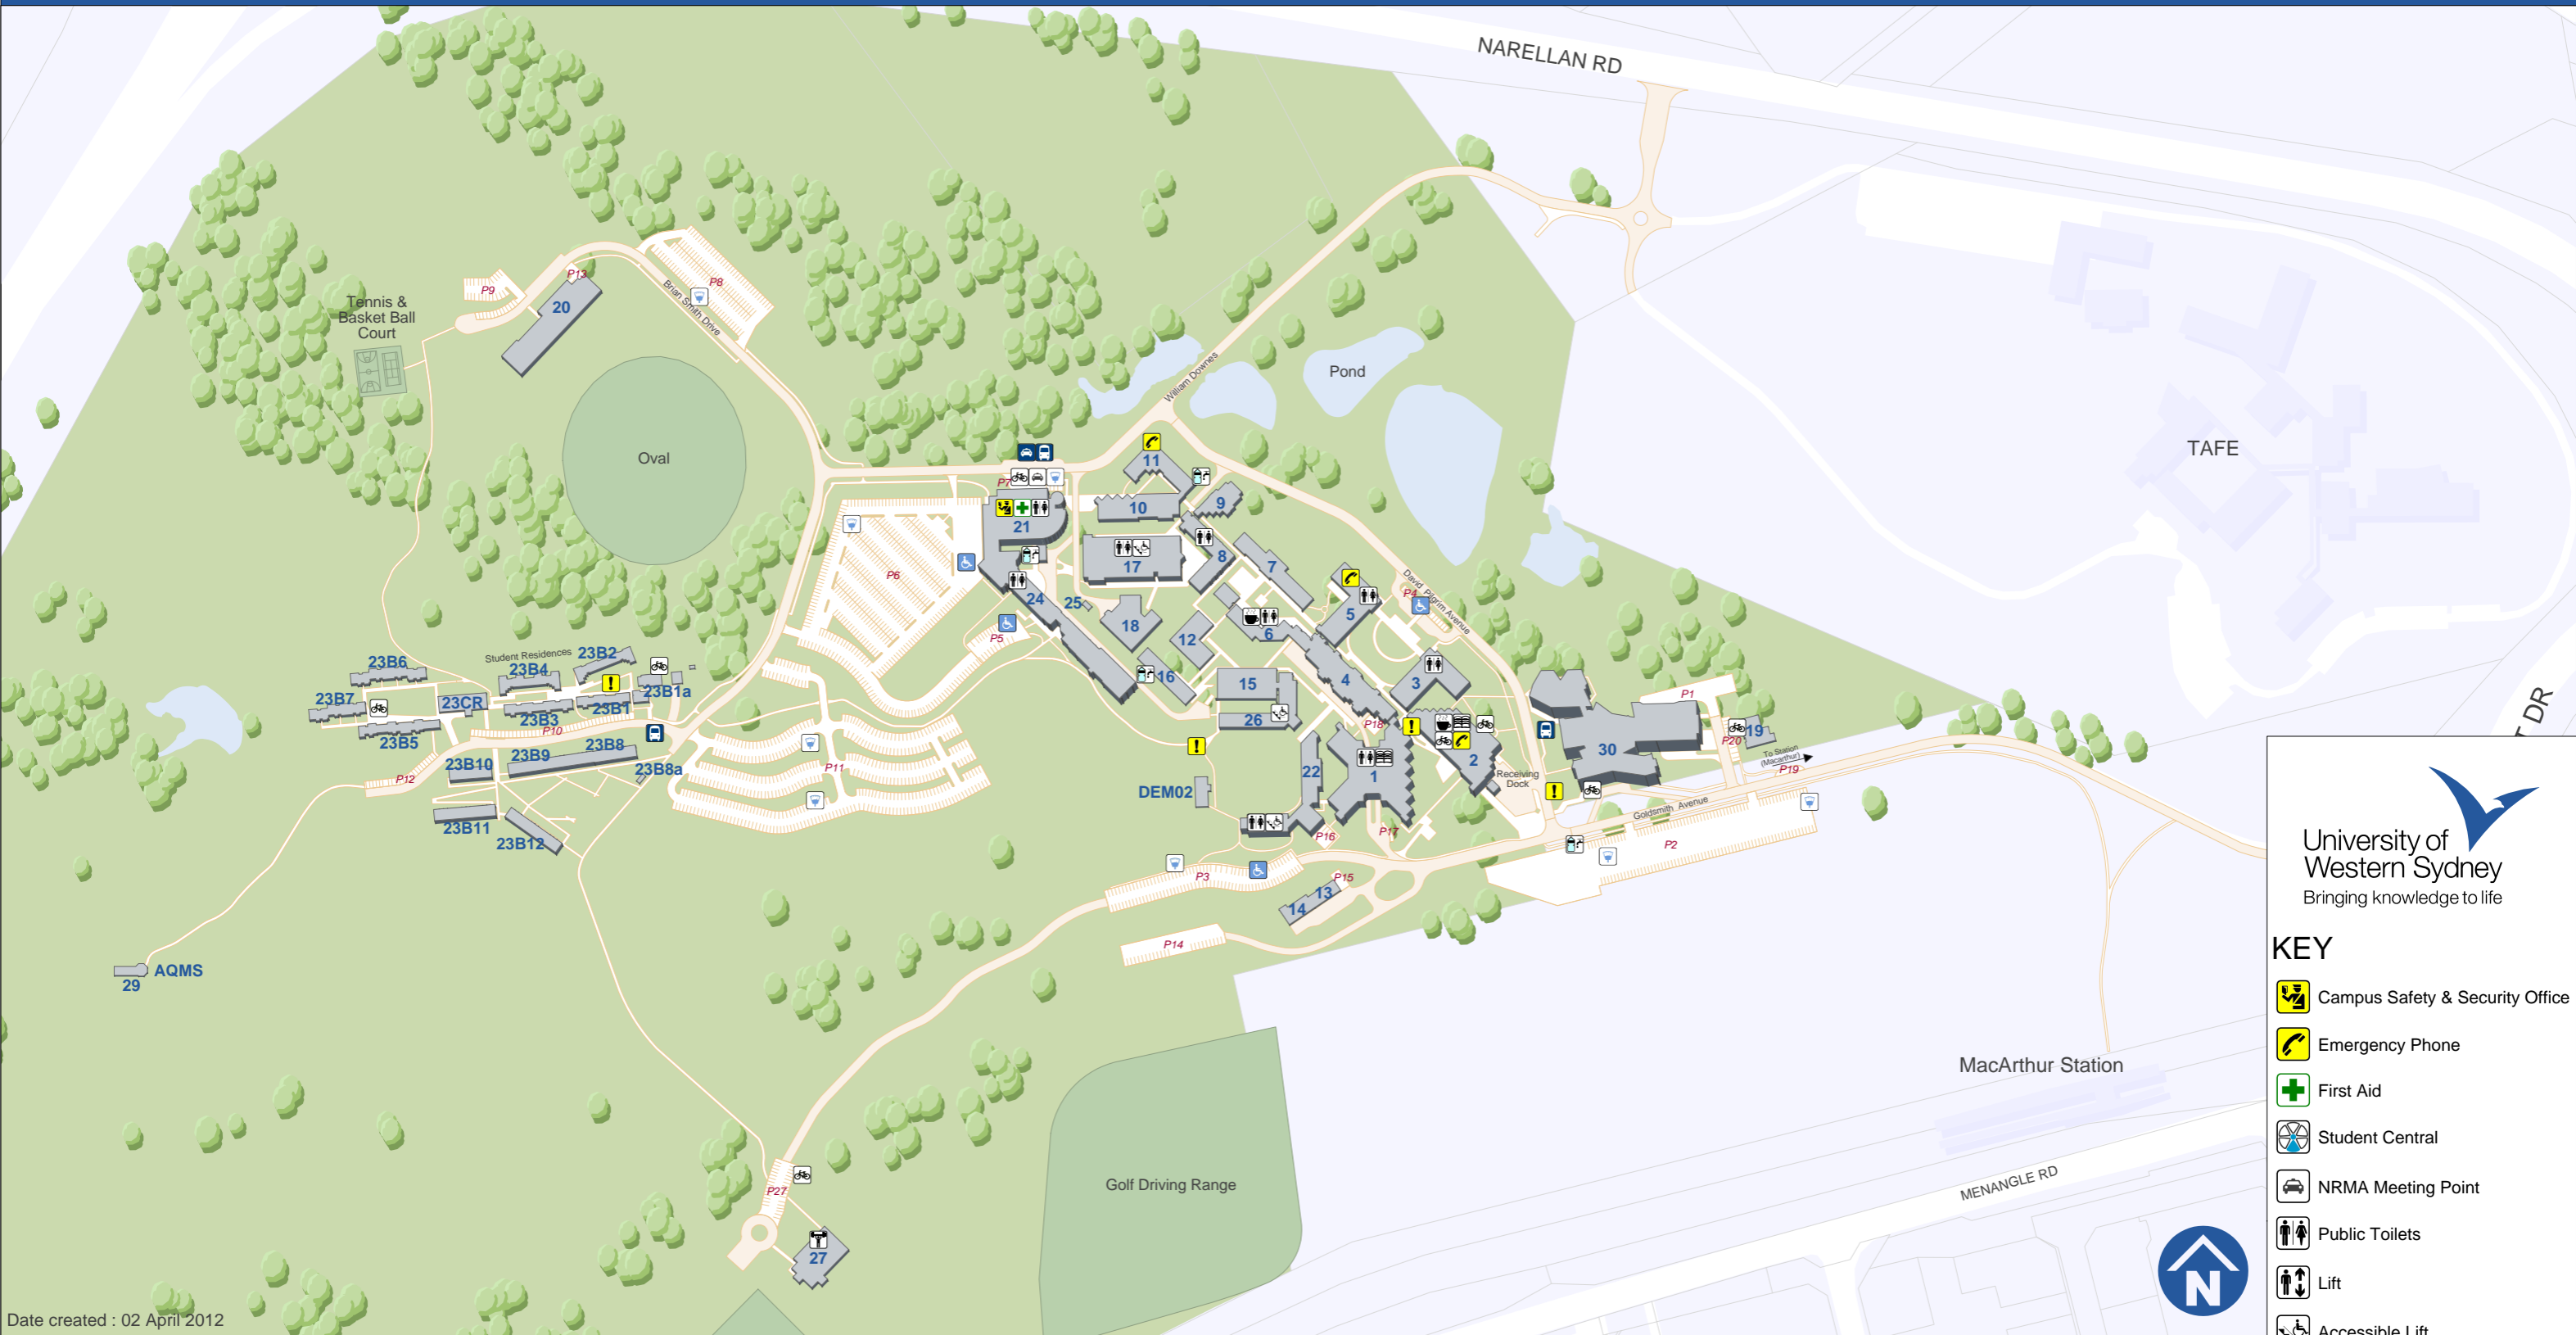 NARELLAN RD
P13
P9
P8
20
Brian Smith Drive
Tennis &
Basket Ball
Court
William Downes
Pond
Oval
TAFE
11
P7
10
9
21
17
8
7
P6
David Pilgrim Avenue
P4
24
25
18
5
6
12
P5
16
15
4
3
26
Student Residences
23B2
23B6
23B4
23B7
23CR
23B1a
23B1
23B3
P10
23B5
23B8
23B9
23B10
23B8a
P12
23B11
23B12
P11
P1
T DR
P18
19
P20
30
To Station
(Macarthur)
P19
2
1
22
Receiving
Dock
DEM02
Goldsmith Avenue
P16
P17
P2
P3
P15
13
14
P14
AQMS
29
MacArthur Station
MENANGLE RD
Golf Driving Range
P27
27
N
Date created : 02 April 2012
University of
Western Sydney
Bringing knowledge to life
KEY
Campus Safety & Security Office
Emergency Phone
First Aid
Student Central
NRMA Meeting Point
Public Toilets
Lift
Accessible Lift